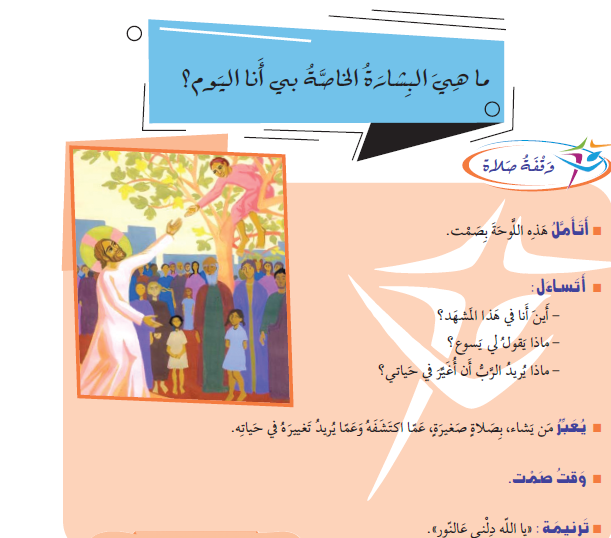 ما هِيَ البِشارَةُ الخاصَّةُ بي أَنا اليَوم؟
وَقْفَةُ صَلاة
■ أَتَأَمَّلُ هَذِهِ اللَّوحَةَ بِصَمْت.
■ أَتَساءَل:
– أَينَ أَنا في هَذا المَشهَد؟
– ماذا يَقولُ لي يَسوع؟
– ماذا يُريدُ الرَّبُّ أَن أُغَيِّرَ في حَياتي؟
■ يُعَبِّرُ مَن يَشاء، بِصَلاةٍ صَغيرَةٍ، عَمّا اكتَشَفَهُ وَعَمّا يُريدُ تَغييرَهُ في حَياتِه.
■ وَقتُ صَمْت.
■ تَرنيمَة: «يا اللّه دِلْني عَالنّور».